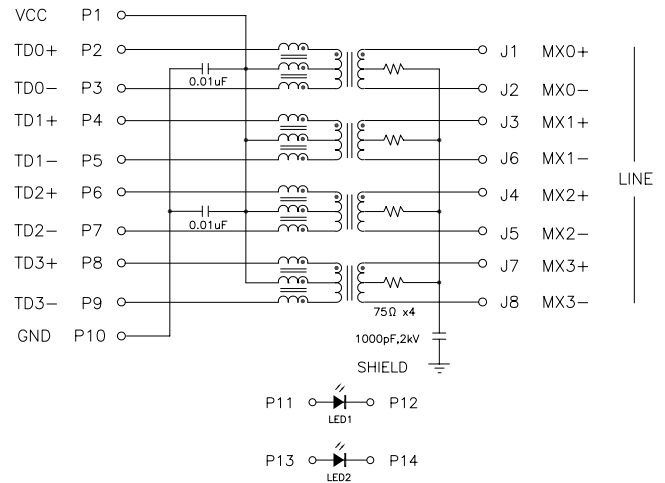 VCC P1
TD0+ P2 J1 MX0+
0.01uF
TD0− P3 J2 MX0−
TD1+ P4 J3 MX1+
TD1− P5 J6 MX1−
LINE
TD2+ P6 J4 MX2+
0.01uF
TD2− P7 J5 MX2−
TD3+ P8 J7 MX3+
TD3− P9 J8 MX3−
75Ω x4
GND P10
1000pF,2kV
SHIELD
P11 P12
LED1
P13 P14
LED2